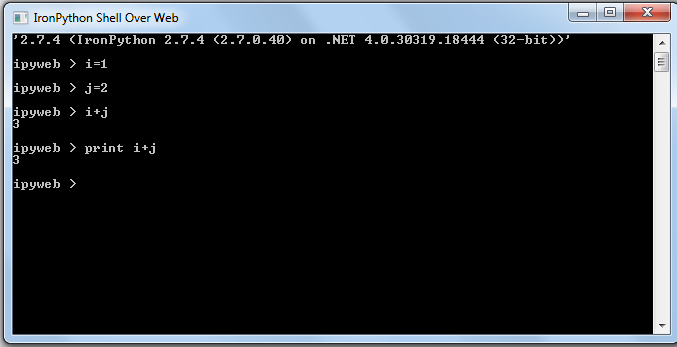 IronPython Shell Over Web
'2.7.4 (IronPython 2.7.4 (2.7.0.40) on .NET 4.0.30319.18444 (32-bit))'
ipyweb > i=1
ipyweb > j=2
ipyweb > i+j
3
ipyweb > print i+j
3
ipyweb >